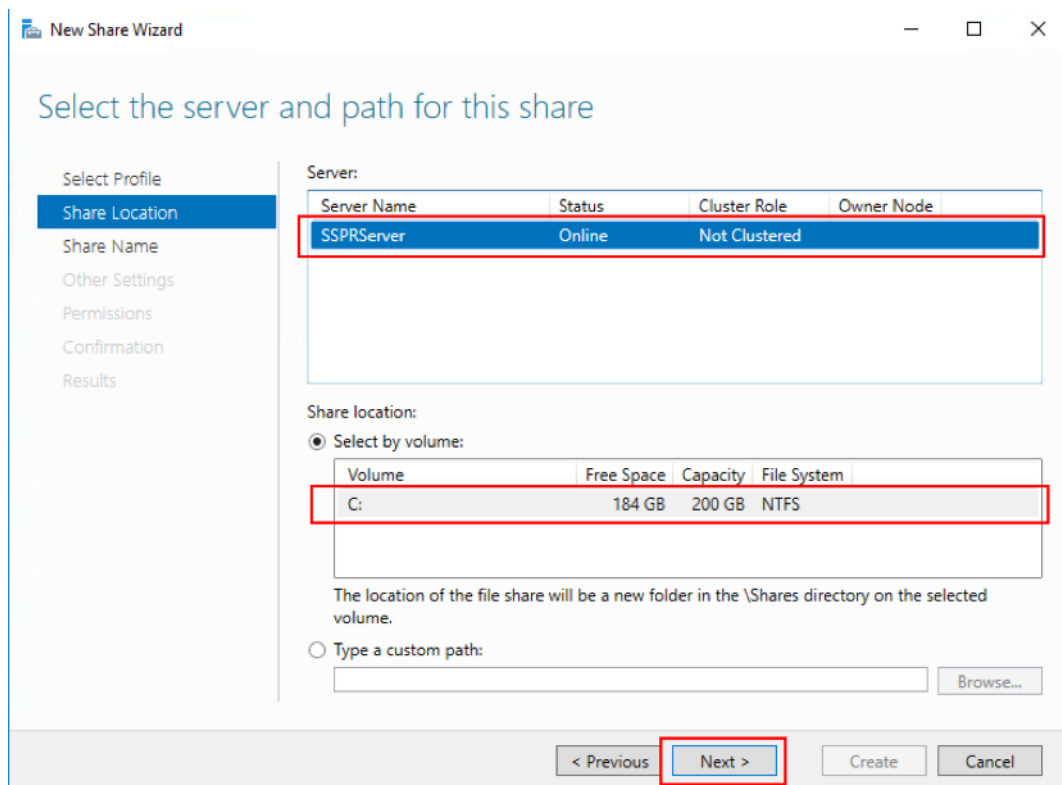 New Share Wizard
Select the server and path for this share
Select Profile
Share Location
Share Name
Other Settings
Permissions
Confirmation
Results
Server:
Server Name Status Cluster Role Owner Node
SSPRServer Online Not Clustered
Share location:
Select by volume:
Volume Free Space Capacity File System
C: 184 GB 200 GB NTFS
The location of the file share will be a new folder in the \Shares directory on the selected
volume.
Type a custom path:
Browse...
< Previous Next > Create Cancel